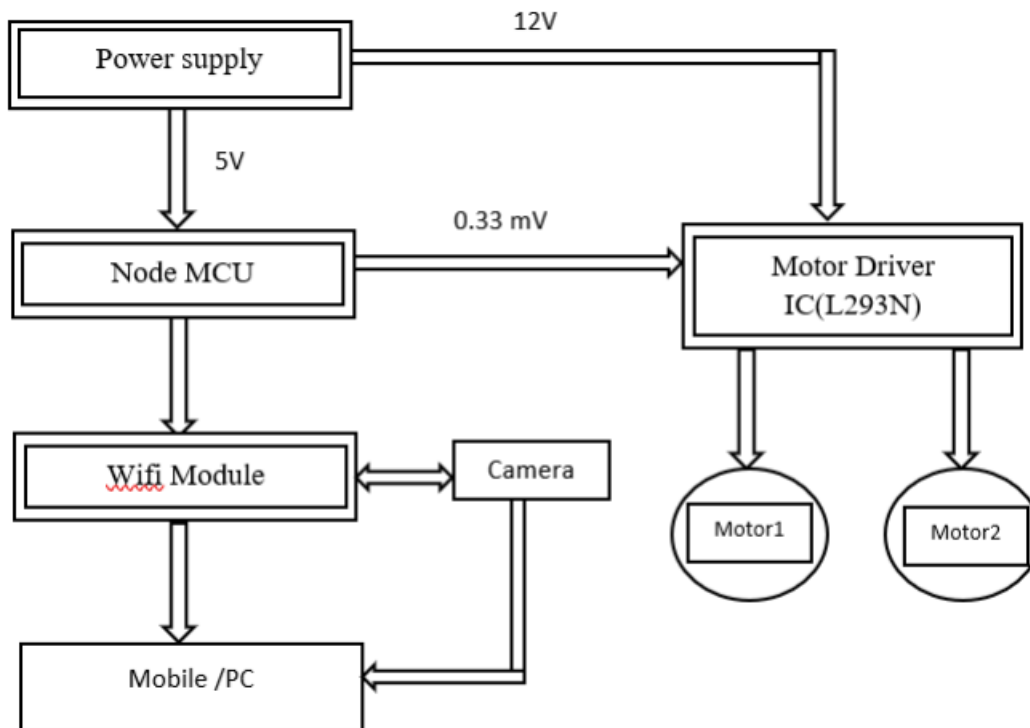 12V
Power supply
5V
0.33 mV
Node MCU
Motor Driver
IC(L293N)
Wifi Module
Camera
Motor1
Motor2
Mobile /PC